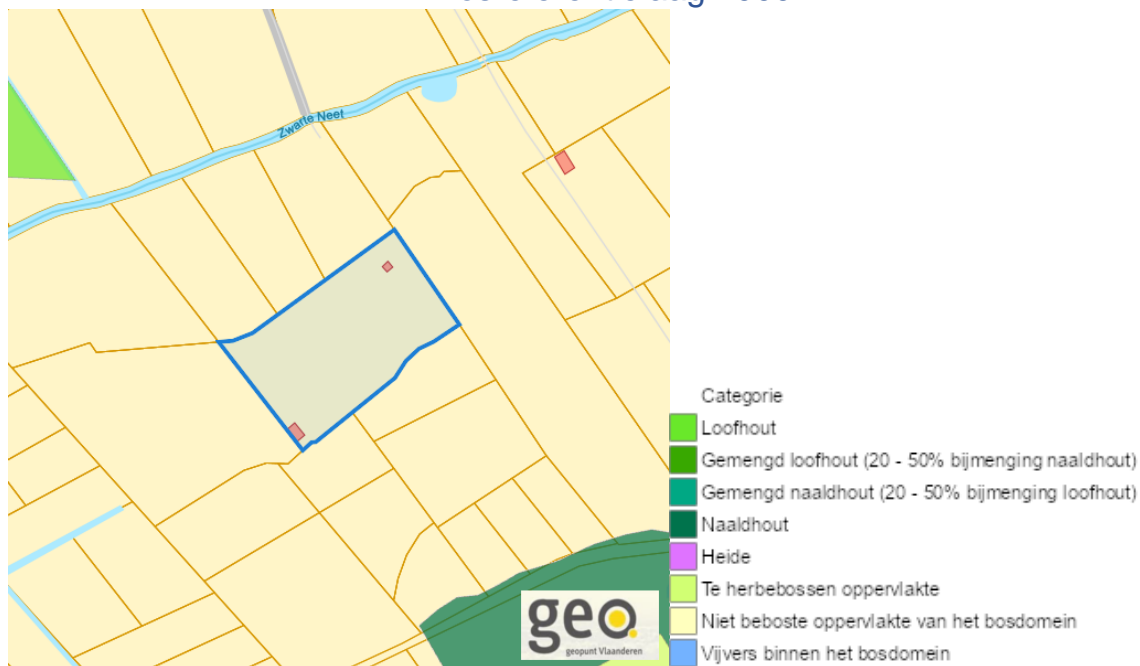 Zwarte Neet
Categorie
Loofhout
Gemengd loofhout (20 - 50% bijmenging naaldhout)
Gemengd naaldhout (20 - 50% bijmenging loofhout)
Naaldhout
Heide
Te herbebossen oppervlakte
Niet beboste oppervlakte van het bosdomein
Vijvers binnen het bosdomein
geo
geopunt Vlaanderen